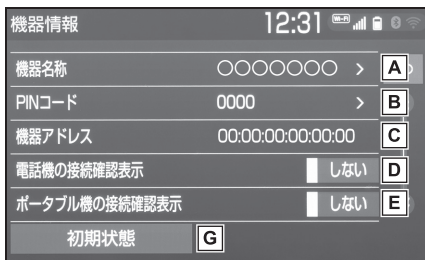 機器情報 12:31 Wi-Fi
機器名称 ○○○○○○○ > A
PINコード 0000 > B
機器アドレス 00:00:00:00:00:00 C
電話機の接続確認表示 しない D
ポータブル機の接続確認表示 しない E
初期状態 G